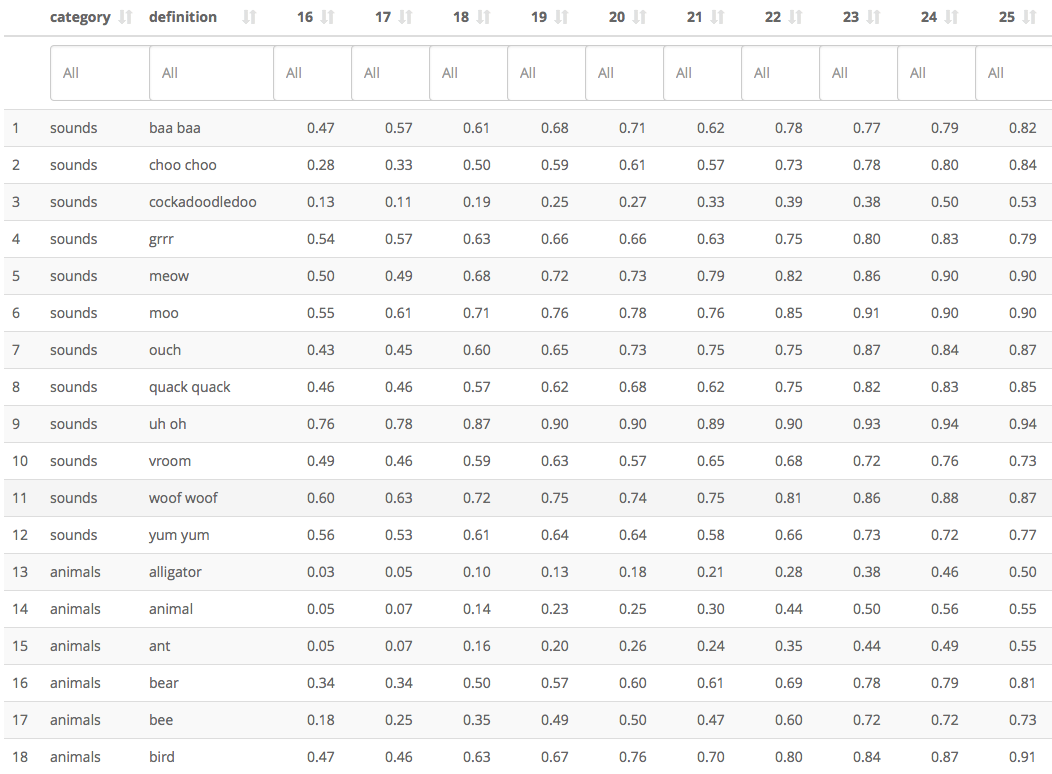 category definition 16 17 18 19 20 21 22 23 24 25
All All All All All All All All All All All All
1 sounds baa baa 0.47 0.57 0.61 0.68 0.71 0.62 0.78 0.77 0.79 0.82
2 sounds choo choo 0.28 0.33 0.50 0.59 0.61 0.57 0.73 0.78 0.80 0.84
3 sounds cockadoodledoo 0.13 0.11 0.19 0.25 0.27 0.33 0.39 0.38 0.50 0.53
4 sounds grrr 0.54 0.57 0.63 0.66 0.66 0.63 0.75 0.80 0.83 0.79
5 sounds meow 0.50 0.49 0.68 0.72 0.73 0.79 0.82 0.86 0.90 0.90
6 sounds moo 0.55 0.61 0.71 0.76 0.78 0.76 0.85 0.91 0.90 0.90
7 sounds ouch 0.43 0.45 0.60 0.65 0.73 0.75 0.75 0.87 0.84 0.87
8 sounds quack quack 0.46 0.46 0.57 0.62 0.68 0.62 0.75 0.82 0.83 0.85
9 sounds uh oh 0.76 0.78 0.87 0.90 0.90 0.89 0.90 0.93 0.94 0.94
10 sounds vroom 0.49 0.46 0.59 0.63 0.57 0.65 0.68 0.72 0.76 0.73
11 sounds woof woof 0.60 0.63 0.72 0.75 0.74 0.75 0.81 0.86 0.88 0.87
12 sounds yum yum 0.56 0.53 0.61 0.64 0.64 0.58 0.66 0.73 0.72 0.77
13 animals alligator 0.03 0.05 0.10 0.13 0.18 0.21 0.28 0.38 0.46 0.50
14 animals animal 0.05 0.07 0.14 0.23 0.25 0.30 0.44 0.50 0.56 0.55
15 animals ant 0.05 0.07 0.16 0.20 0.26 0.24 0.35 0.44 0.49 0.55
16 animals bear 0.34 0.34 0.50 0.57 0.60 0.61 0.69 0.78 0.79 0.81
17 animals bee 0.18 0.25 0.35 0.49 0.50 0.47 0.60 0.72 0.72 0.73
18 animals bird 0.47 0.46 0.63 0.67 0.76 0.70 0.80 0.84 0.87 0.91